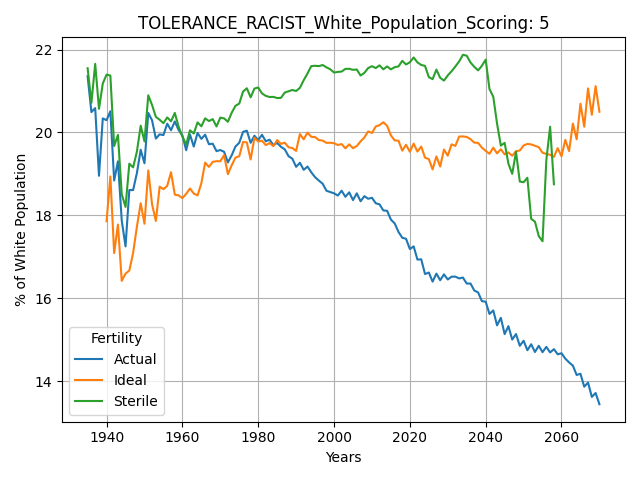 TOLERANCE_RACIST_White_Population_Scoring: 5
% of White Population
22
20
18
16
14
Fertility
Actual
Ideal
Sterile
1940 1960 1980 2000 2020 2040 2060
Years